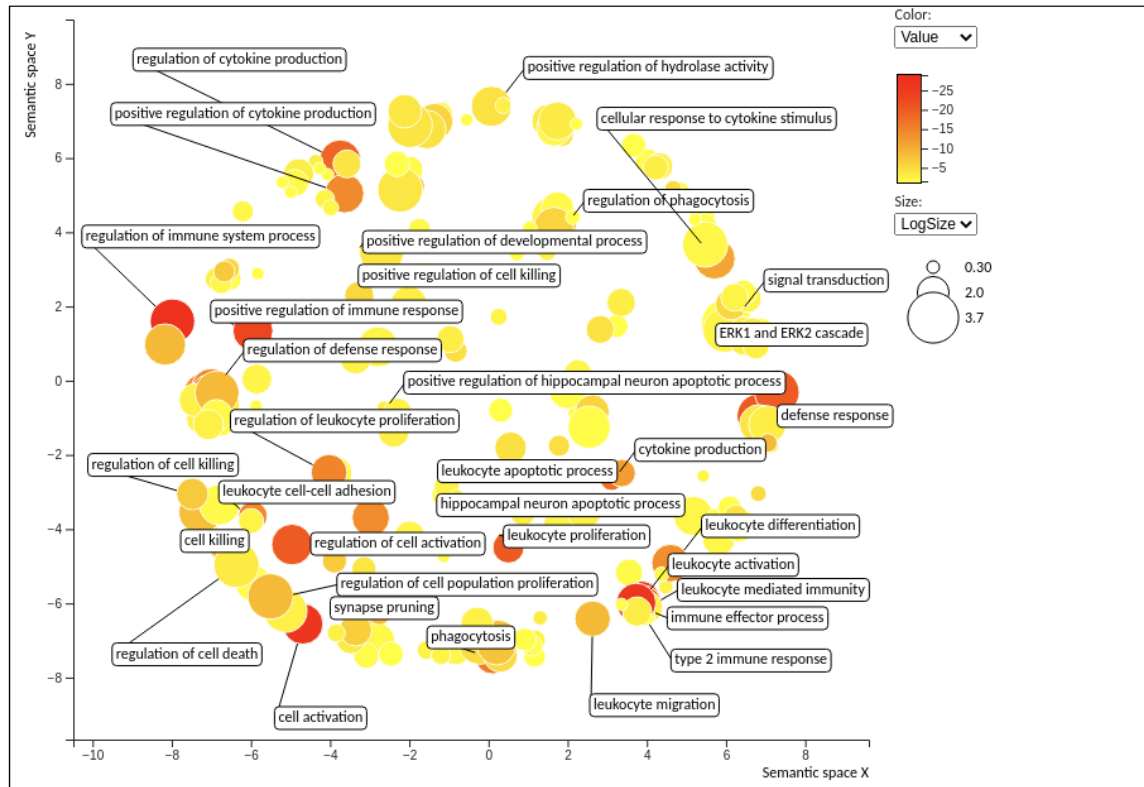 Color:
Value
−25
−20
−15
−10
−5
Size:
LogSize
0.30
2.0
3.7
Semantic space Y
8
6
4
2
0
−2
−4
−6
−8
regulation of cytokine production
positive regulation of hydrolase activity
positive regulation of cytokine production
cellular response to cytokine stimulus
regulation of phagocytosis
regulation of immune system process
positive regulation of developmental process
positive regulation of cell killing
signal transduction
positive regulation of immune response
ERK1 and ERK2 cascade
regulation of defense response
positive regulation of hippocampal neuron apoptotic process
defense response
regulation of leukocyte proliferation
cytokine production
regulation of cell killing
leukocyte apoptotic process
leukocyte cell-cell adhesion
hippocampal neuron apoptotic process
leukocyte differentiation
cell killing
regulation of cell activation
leukocyte proliferation
leukocyte activation
regulation of cell population proliferation
leukocyte mediated immunity
synapse pruning
immune effector process
phagocytosis
regulation of cell death
type 2 immune response
leukocyte migration
cell activation
−10
−8
−6
−4
−2
0
2
4
6
8
Semantic space X